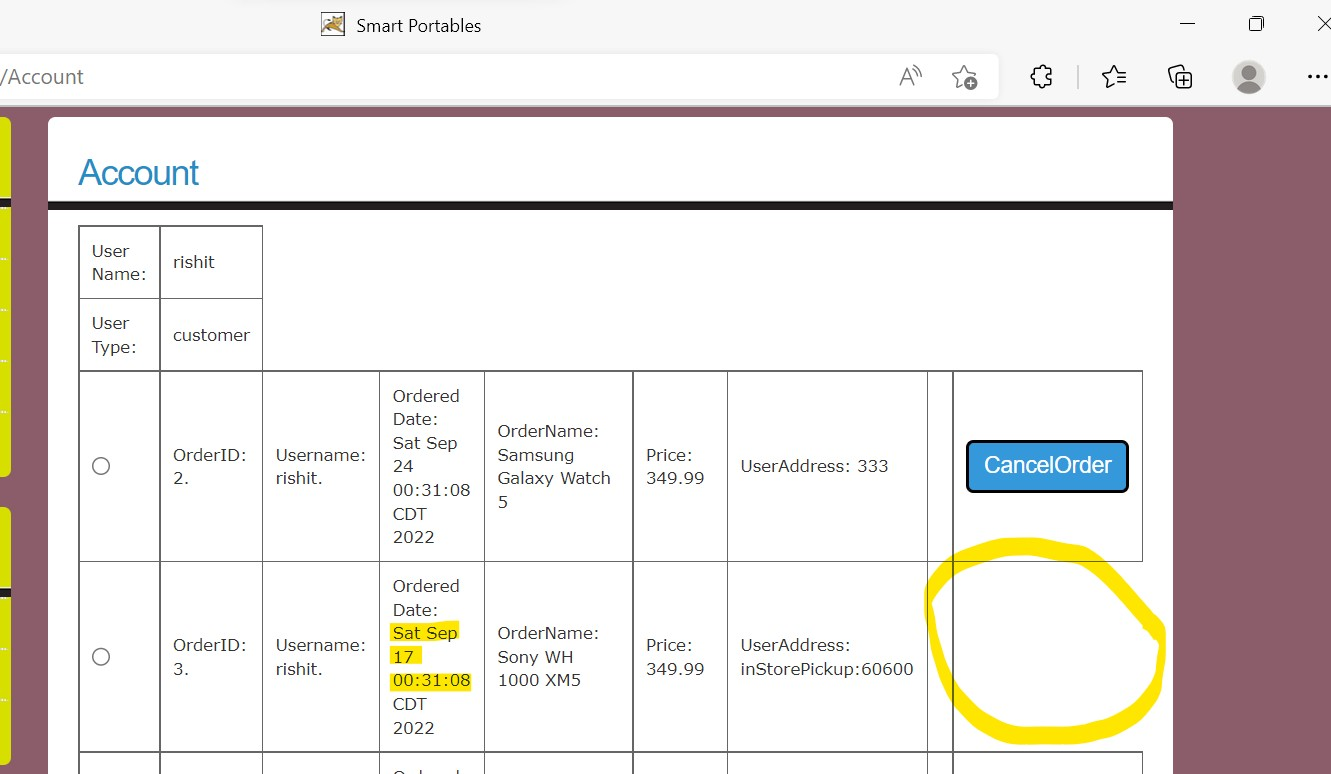 Smart Portables
/Account
Account
User
Name:
rishit
User
Type:
customer
OrderID:
2.
Username:
rishit.
Ordered
Date:
Sat Sep
24
00:31:08
CDT
2022
OrderName:
Samsung
Galaxy Watch
5
Price:
349.99
UserAddress: 333
CancelOrder
OrderID:
3.
Username:
rishit.
Ordered
Date:
Sat Sep
17
00:31:08
CDT
2022
OrderName:
Sony WH
1000 XM5
Price:
349.99
UserAddress:
inStorePickup:60600